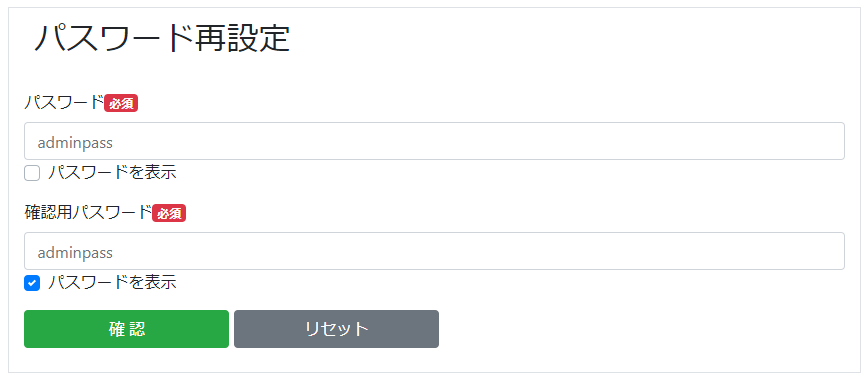 パスワード再設定
パスワード必須
adminpass
パスワードを表示
確認用パスワード必須
adminpass
パスワードを表示
確 認
リセット